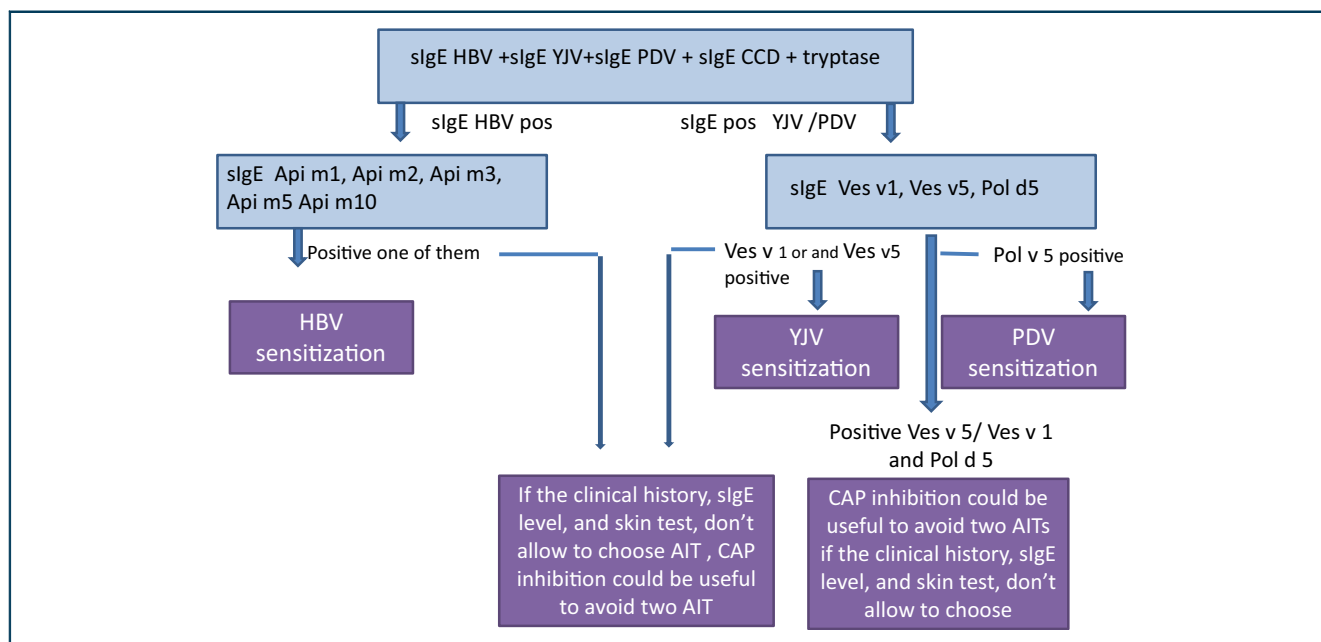 sIgE HBV +sIgE YJV+sIgE PDV + sIgE CCD + tryptase
sIgE HBV pos
sIgE pos YJV /PDV
sIgE Api m1, Api m2, Api m3,
Api m5 Api m10
sIgE Ves v1, Ves v5, Pol d5
Positive one of them
Ves v 1 or and Ves v5
positive
Pol v 5 positive
HBV
sensitization
YJV
sensitization
PDV
sensitization
Positive Ves v 5/ Ves v 1
and Pol d 5
If the clinical history, sIgE
level, and skin test, don’t
allow to choose AIT , CAP
inhibition could be useful
to avoid two AIT
CAP inhibition could be
useful to avoid two AITs
if the clinical history, sIgE
level, and skin test, don’t
allow to choose